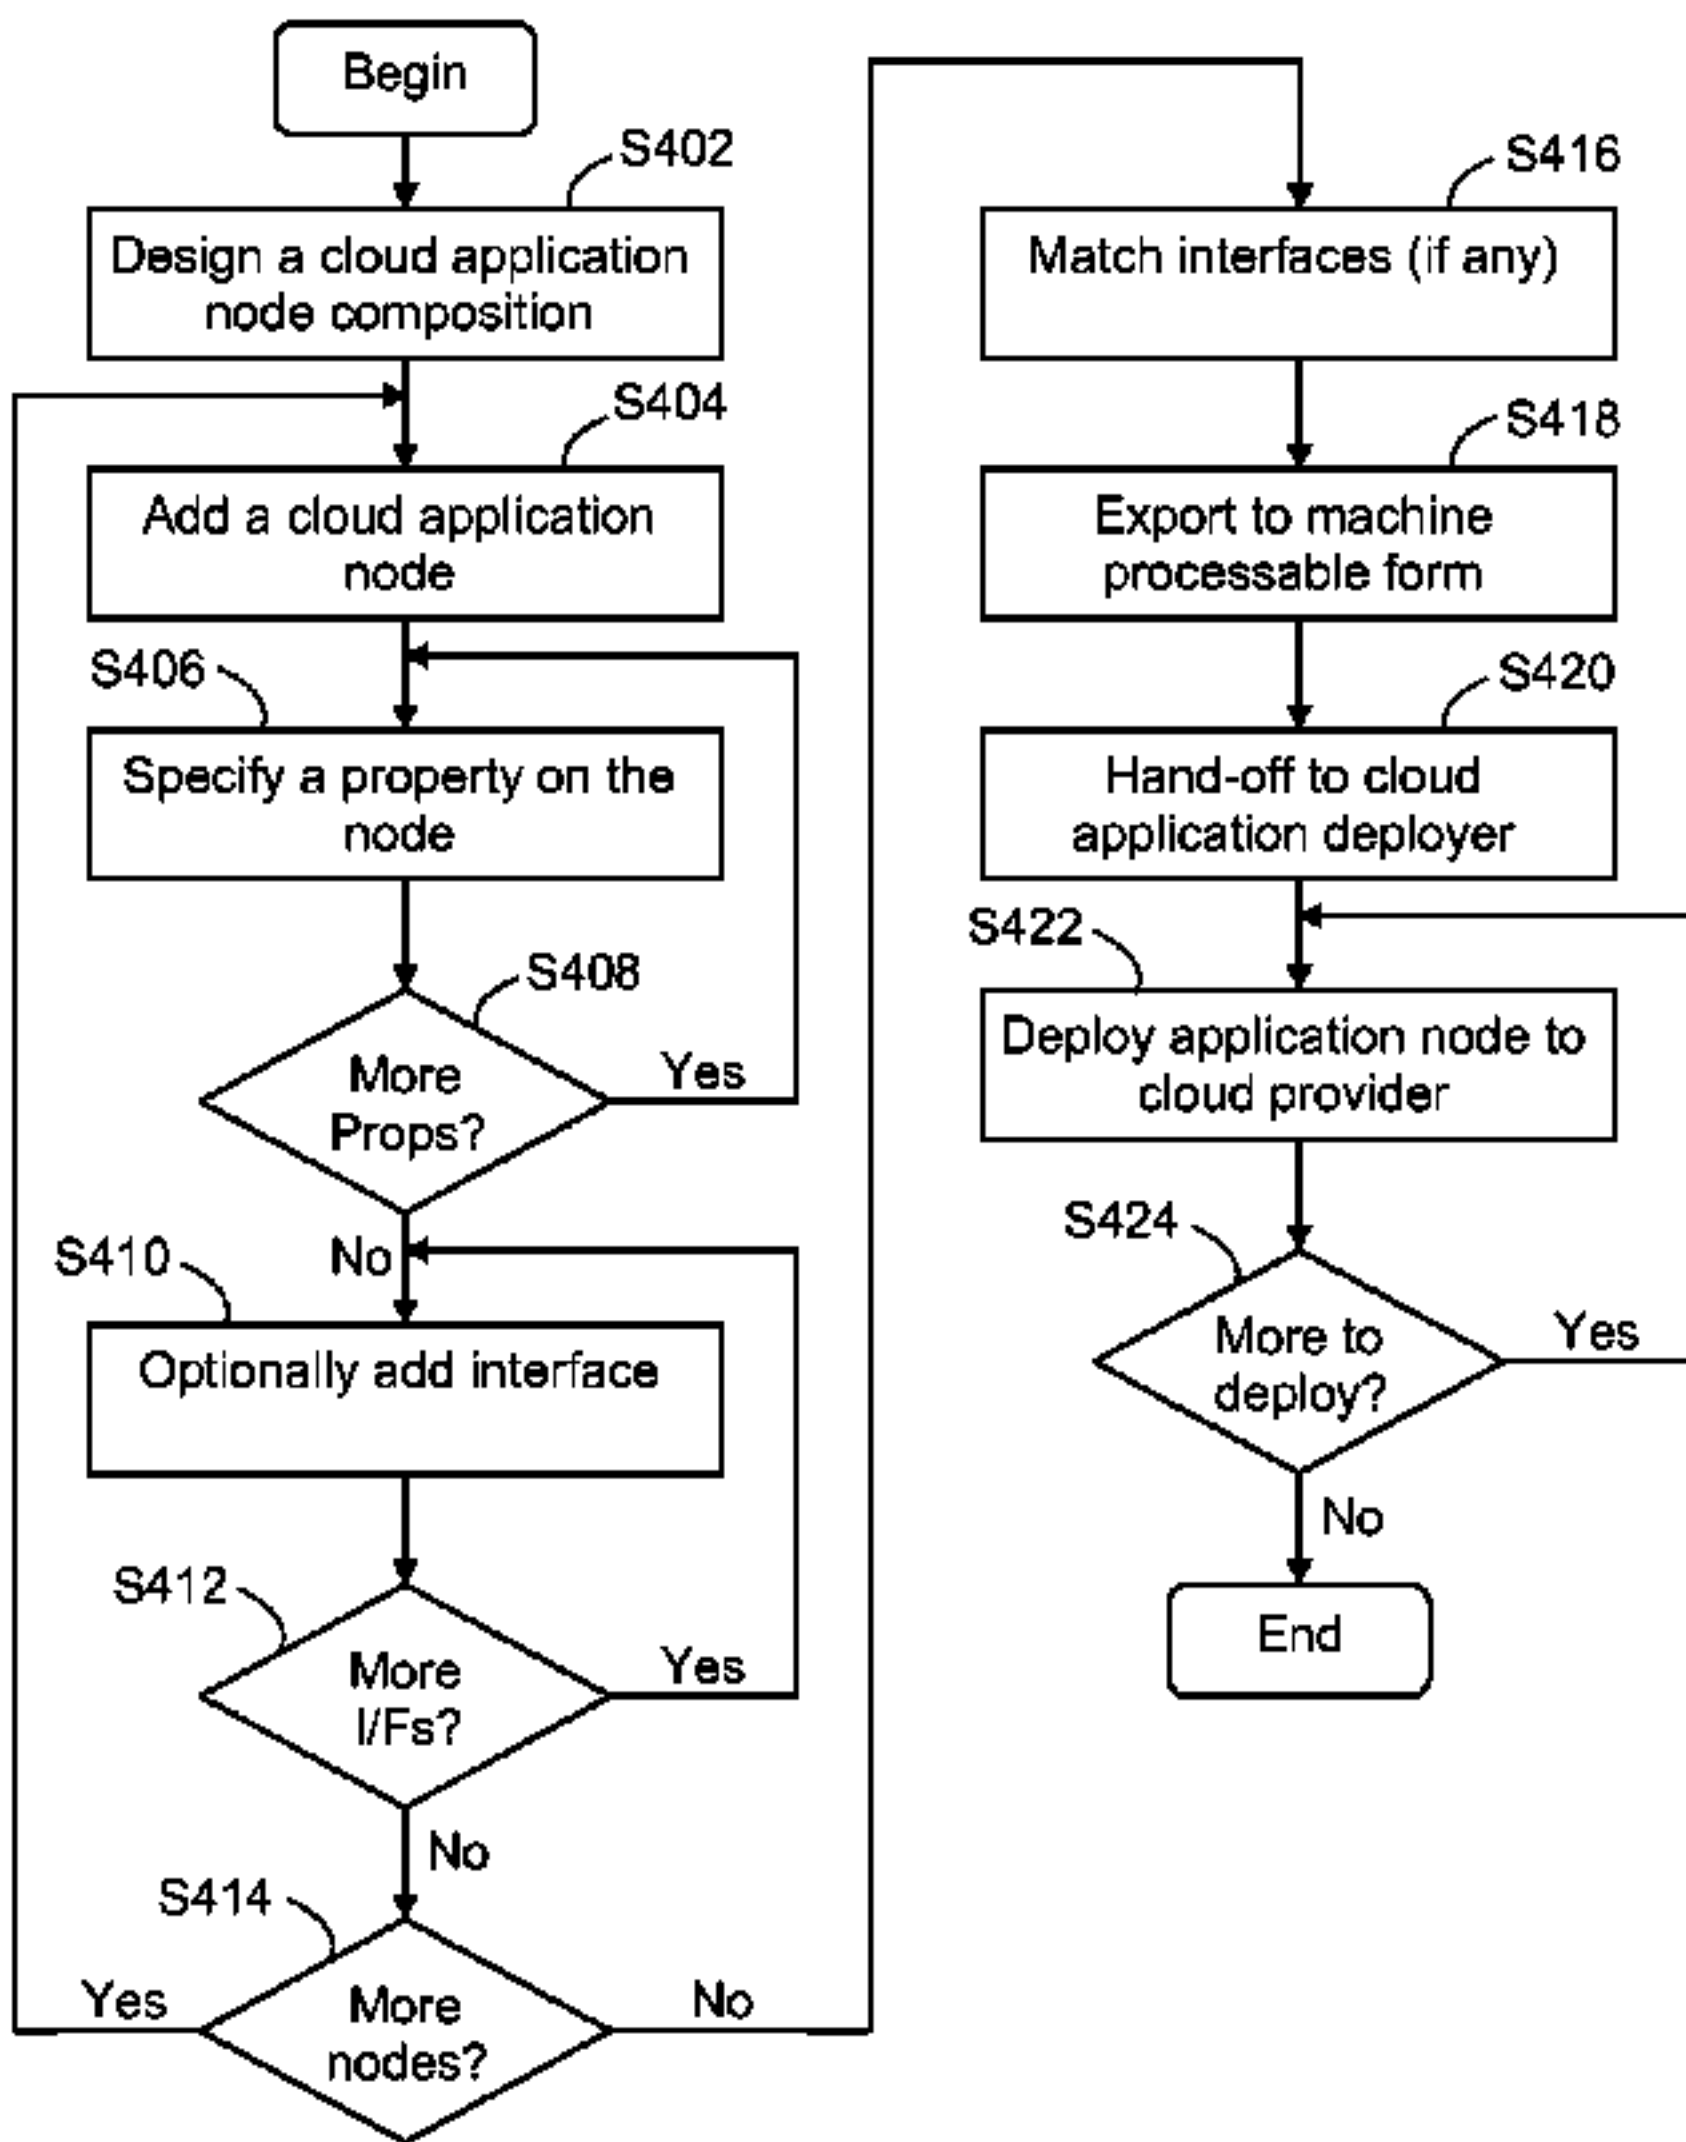 Begin
S402
Design a cloud application
node composition
S404
Add a cloud application
node
S406
Specify a property on the
node
S408
More
Props?
Yes
No
S410
Optionally add interface
S412
More
I/Fs?
Yes
No
S414
More
nodes?
Yes
No
S416
Match interfaces (if any)
S418
Export to machine
processable form
S420
Hand-off to cloud
application deployer
S422
Deploy application node to
cloud provider
S424
More to
deploy?
Yes
No
End